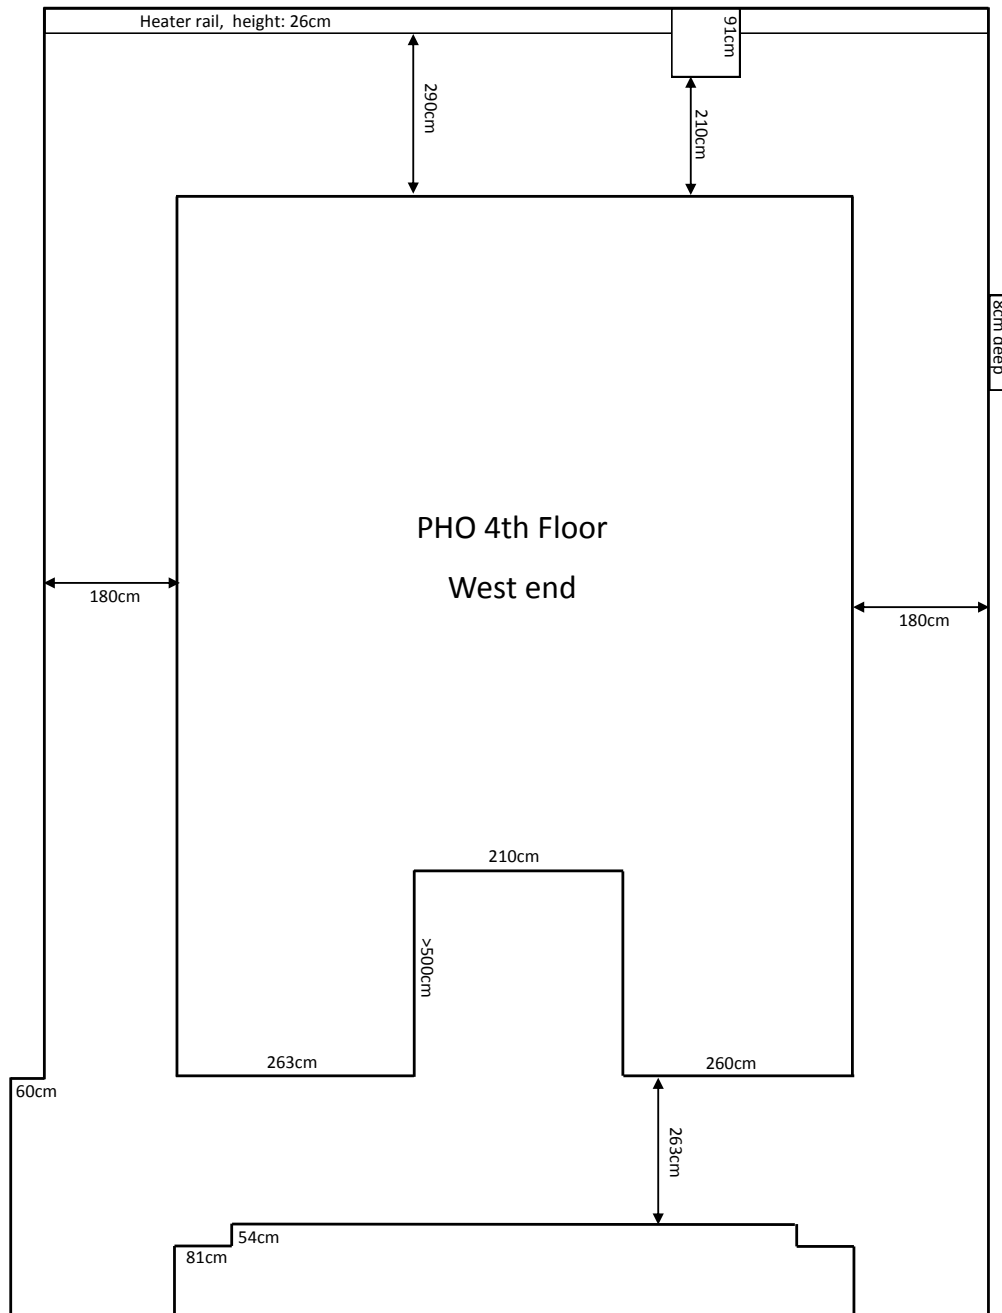 Heater rail,  height: 26cm
91cm
290cm
210cm
8cm deep
PHO 4th Floor
West end
180cm
180cm
210cm
>500cm
263cm
260cm
60cm
263cm
54cm
81cm